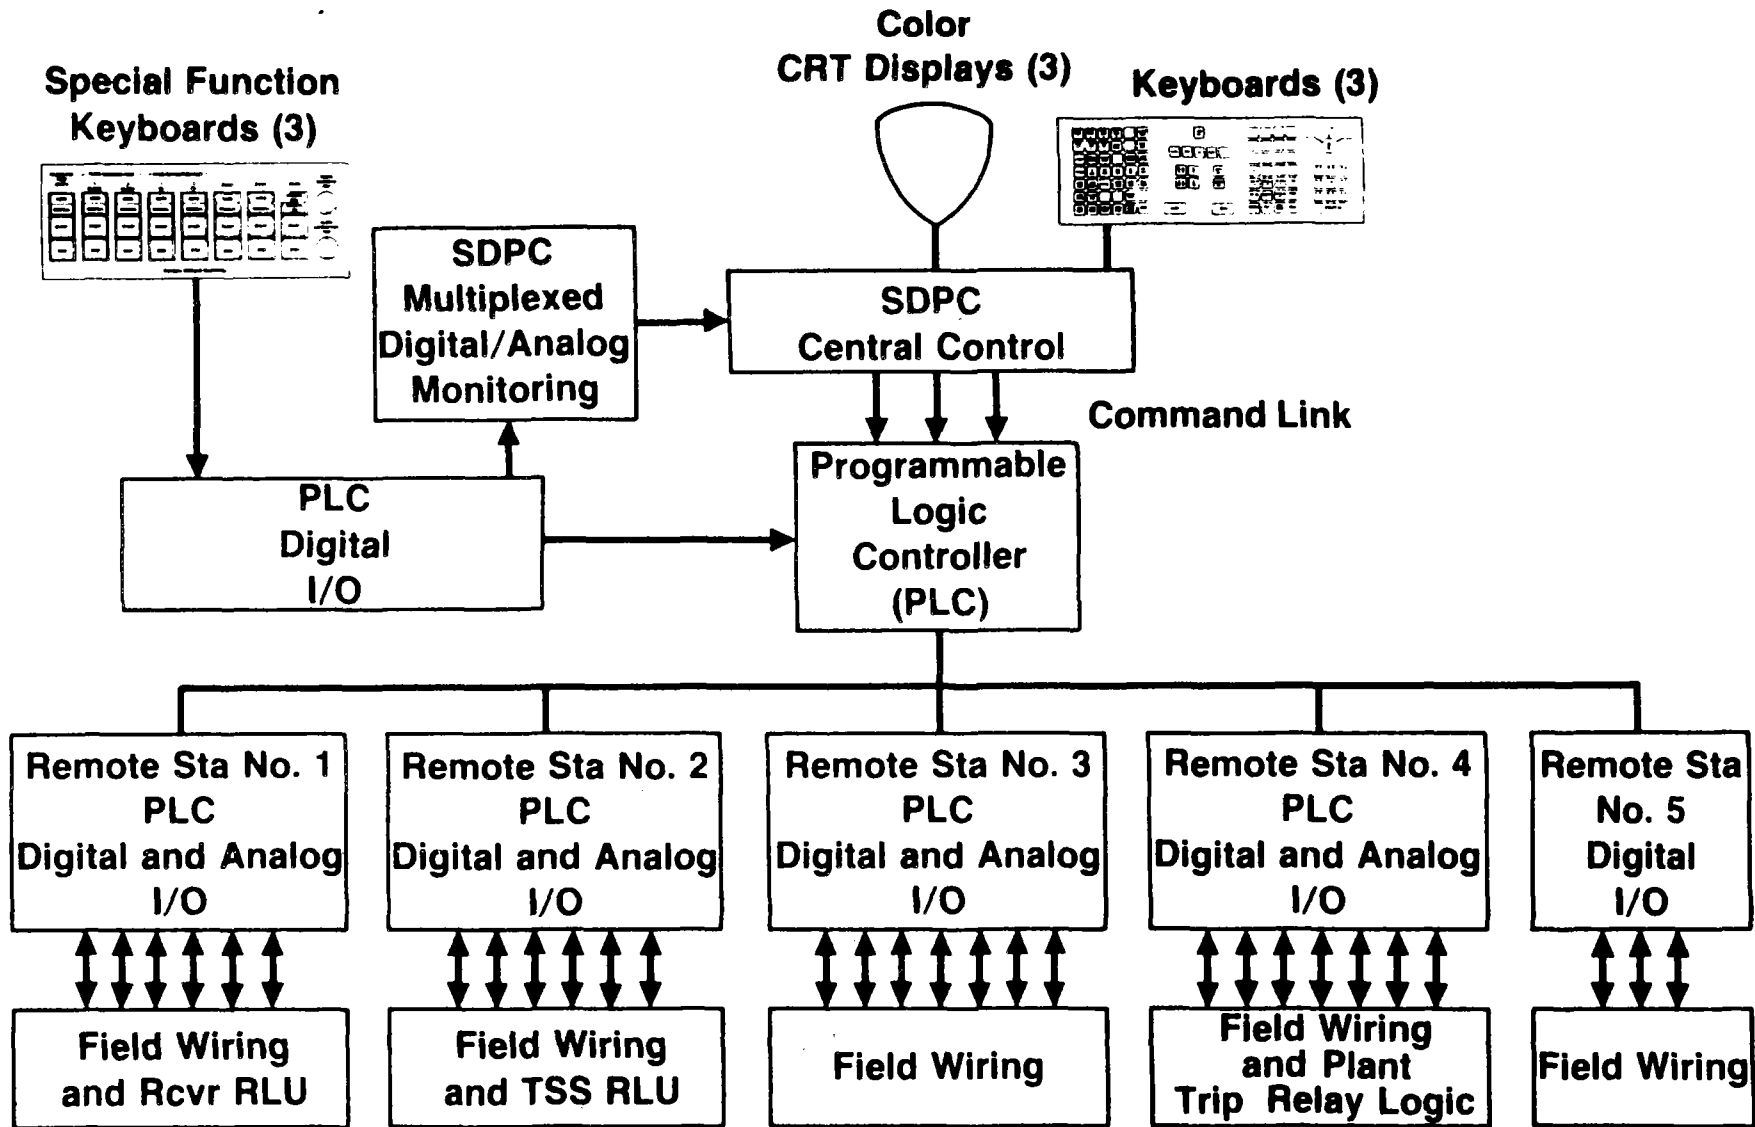 Color
CRT Displays (3)
Special Function
Keyboards (3)
Keyboards (3)
SDPC
Multiplexed
Digital/Analog
Monitoring
SDPC
Central Control
Command Link
PLC
Digital
I/O
Programmable
Logic
Controller
(PLC)
Remote Sta No. 1
PLC
Digital and Analog
I/O
Remote Sta No. 2
PLC
Digital and Analog
I/O
Remote Sta No. 3
PLC
Digital and Analog
I/O
Remote Sta No. 4
PLC
Digital and Analog
I/O
Remote Sta
No. 5
Digital
I/O
Field Wiring
and Rcvr RLU
Field Wiring
and TSS RLU
Field Wiring
Field Wiring
and Plant
Trip Relay Logic
Field Wiring